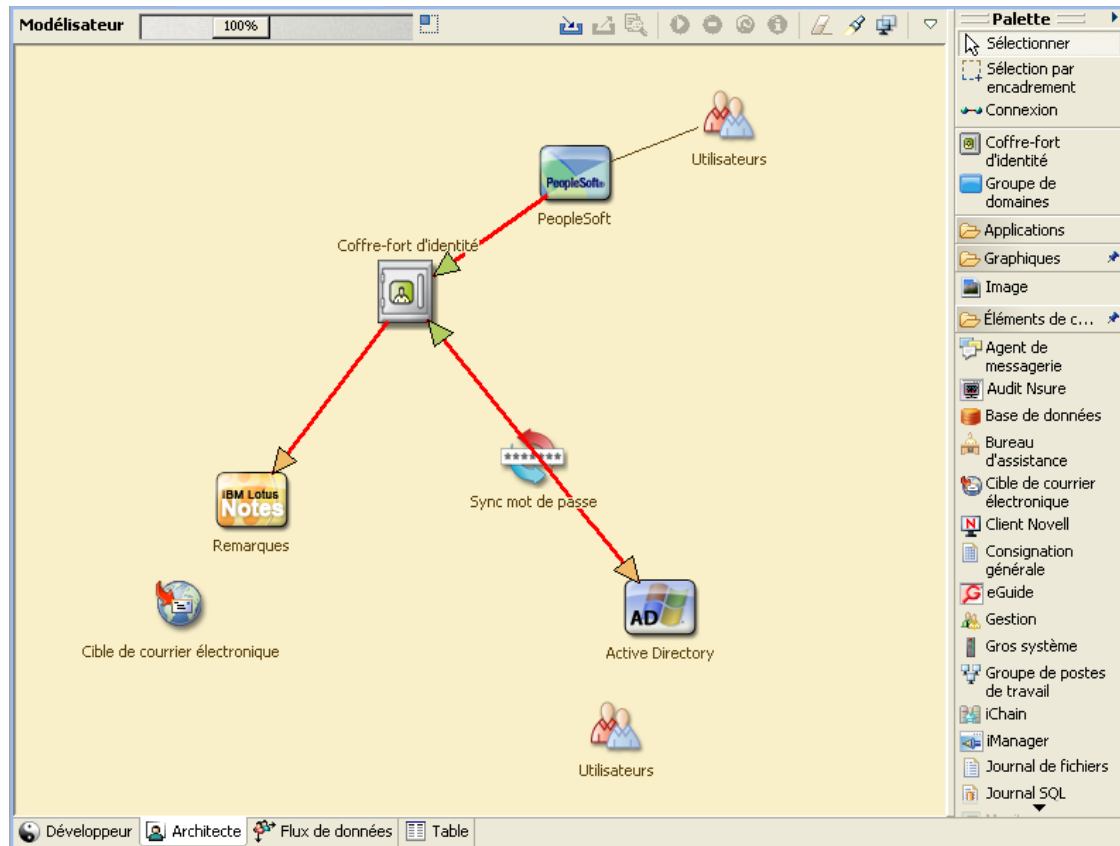 Modélisateur
100%
Utilisateurs
PeopleSoft®
PeopleSoft
Coffre-fort d'identité
*******
Sync mot de passe
IBM Lotus
Notes
Remarques
Cible de courrier électronique
AD
Active Directory
Utilisateurs
Développeur
Architecte
Flux de données
Table
Palette
Sélectionner
Sélection par
encadrement
Connexion
Coffre-fort
d'identité
Groupe de
domaines
Applications
Graphiques
Image
Éléments de c...
Agent de
messagerie
Audit Nsure
Base de données
Bureau
d'assistance
Cible de courrier
électronique
Client Novell
Consignation
générale
eGuide
Gestion
Gros système
Groupe de postes
de travail
iChain
iManager
Journal de fichiers
Journal SQL